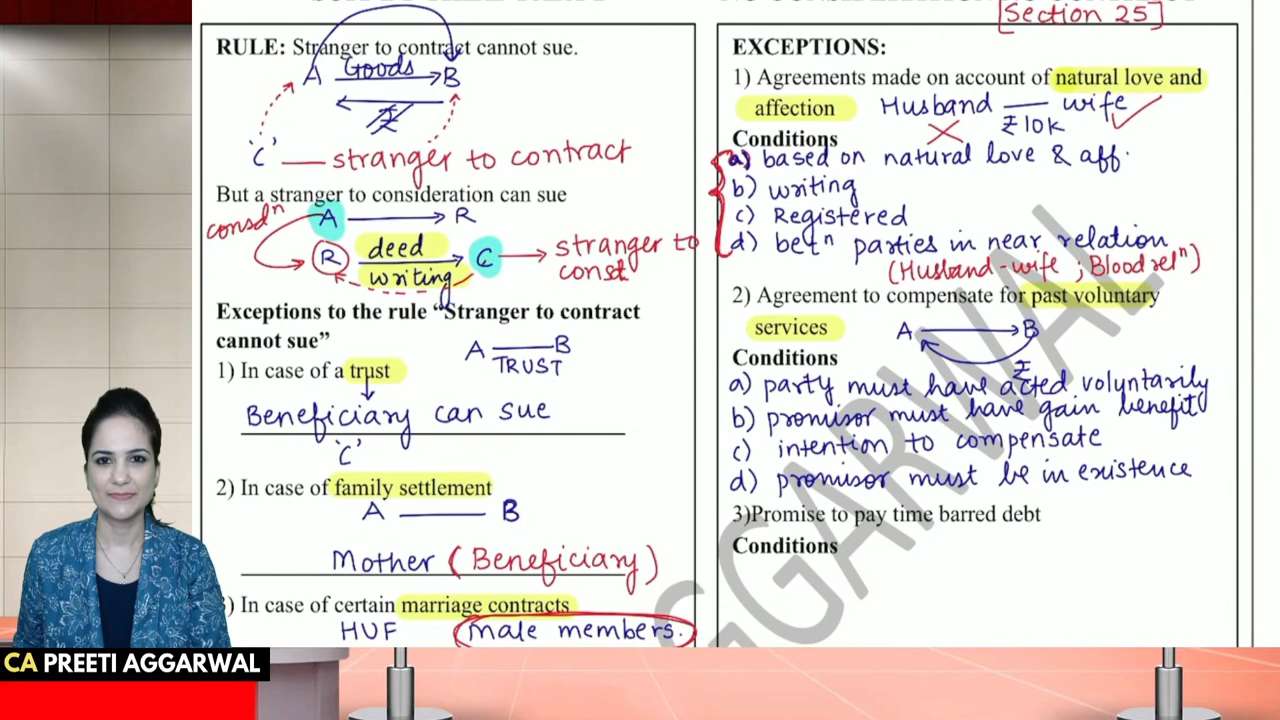 [Section 25]
RULE: Stranger to contract cannot sue.
A Goods B
₹
'C' — stranger to contract
But a stranger to consideration can sue
consdⁿ A → R
R deed C → stranger to
writing const
Exceptions to the rule “Stranger to contract
cannot sue”
A — B
TRUST
1) In case of a trust
Beneficiary can sue
'C'
2) In case of family settlement
A — B
Mother (Beneficiary)
) In case of certain marriage contracts
HUF male members.
EXCEPTIONS:
1) Agreements made on account of natural love and
affection Husband — wife
₹10K
Conditions
a) based on natural love & aff.
b) writing
c) Registered
d) betⁿ parties in near relation
(Husband-wife ; Blood relⁿ)
2) Agreement to compensate for past voluntary
services A → B
₹
Conditions
a) party must have acted voluntarily
b) promisor must have gain benefit
c) intention to compensate
d) promisor must be in existence
3)Promise to pay time barred debt
Conditions
AGGARWAL
CA PREETI AGGARWAL